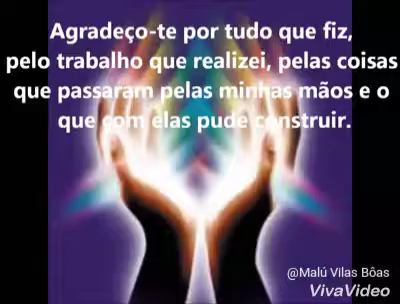 Agradeço-te por tudo que fiz,
pelo trabalho que realizei, pelas coisas
que passaram pelas minhas mãos e o
que com elas pude construir.
@Malú Vilas Bôas
VivaVideo